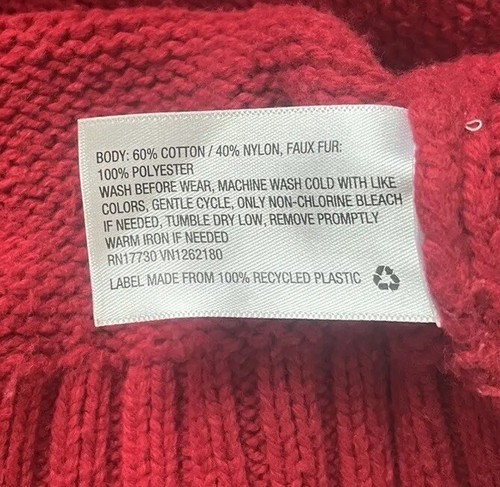 BODY: 60% COTTON / 40% NYLON, FAUX FUR:
100% POLYESTER
WASH BEFORE WEAR, MACHINE WASH COLD WITH LIKE
COLORS, GENTLE CYCLE, ONLY NON-CHLORINE BLEACH
IF NEEDED, TUMBLE DRY LOW, REMOVE PROMPTLY
WARM IRON IF NEEDED
RN17730 VN1262180
LABEL MADE FROM 100% RECYCLED PLASTIC